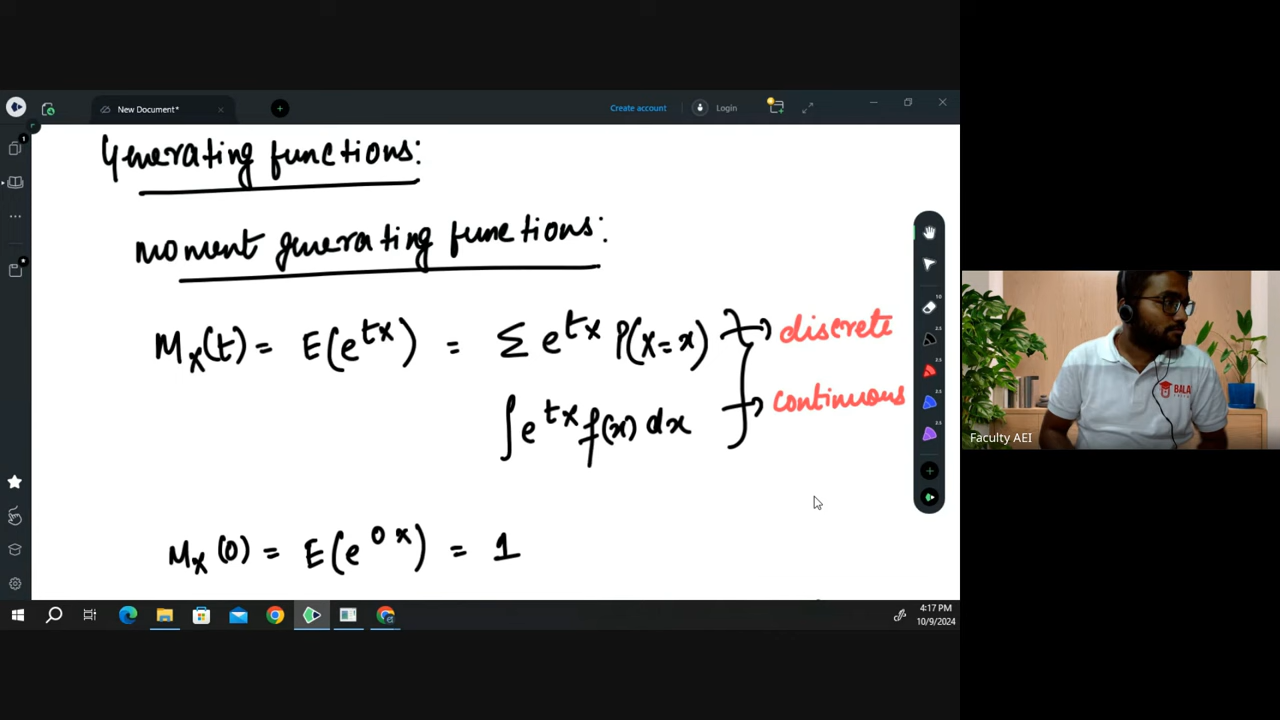 New Document*
Create account
Login
Generating functions:
moment generating functions:
Mx(t) = E(e^tx) = Σ e^tx P(X=x) → discrete
∫e^tx f(x) dx → continuous
Mx(0) = E(e^0x) = 1
BALA
Faculty AEI
4:17 PM
10/9/2024